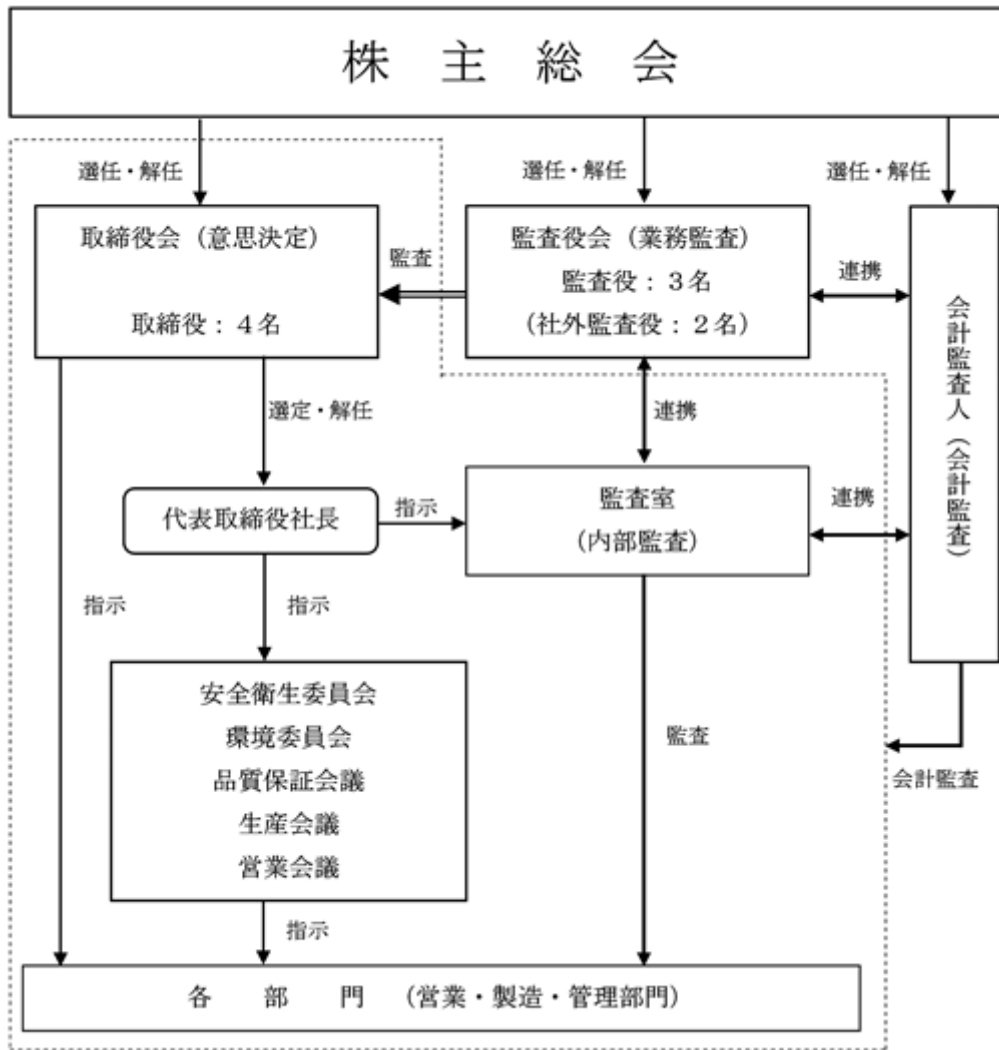 株 主 総 会
選任・解任
選任・解任
選任・解任
取締役会（意思決定）
取締役：４名
監査
監査役会（業務監査）
監査役：３名
（社外監査役：２名）
連携
会計監査人（会計監査）
選定・解任
連携
代表取締役社長
指示
監査室
（内部監査）
連携
指示
指示
安全衛生委員会
環境委員会
品質保証会議
生産会議
営業会議
監査
会計監査
指示
各 部 門 （営業・製造・管理部門）